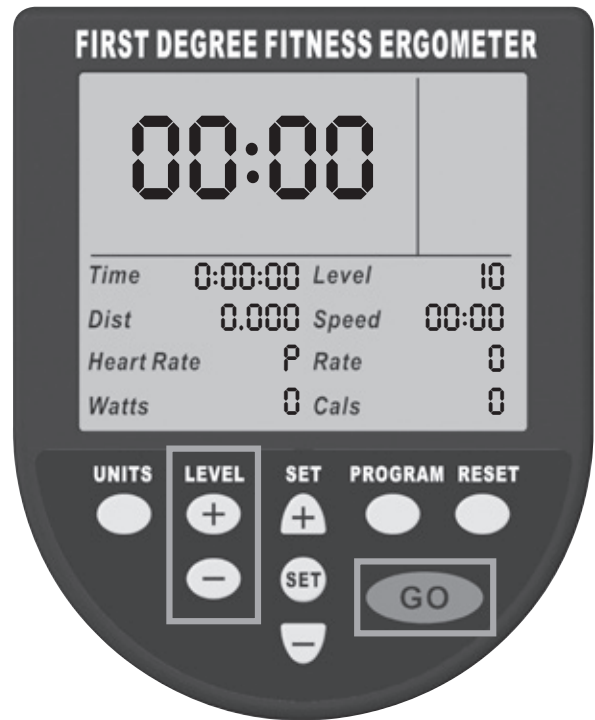 FIRST DEGREE FITNESS ERGOMETER
00:00
Time 0:00:00 Level 10
Dist 0.000 Speed 00:00
Heart Rate P Rate 0
Watts 0 Cals 0
UNITS LEVEL SET PROGRAM RESET
+ +
− SET GO
−